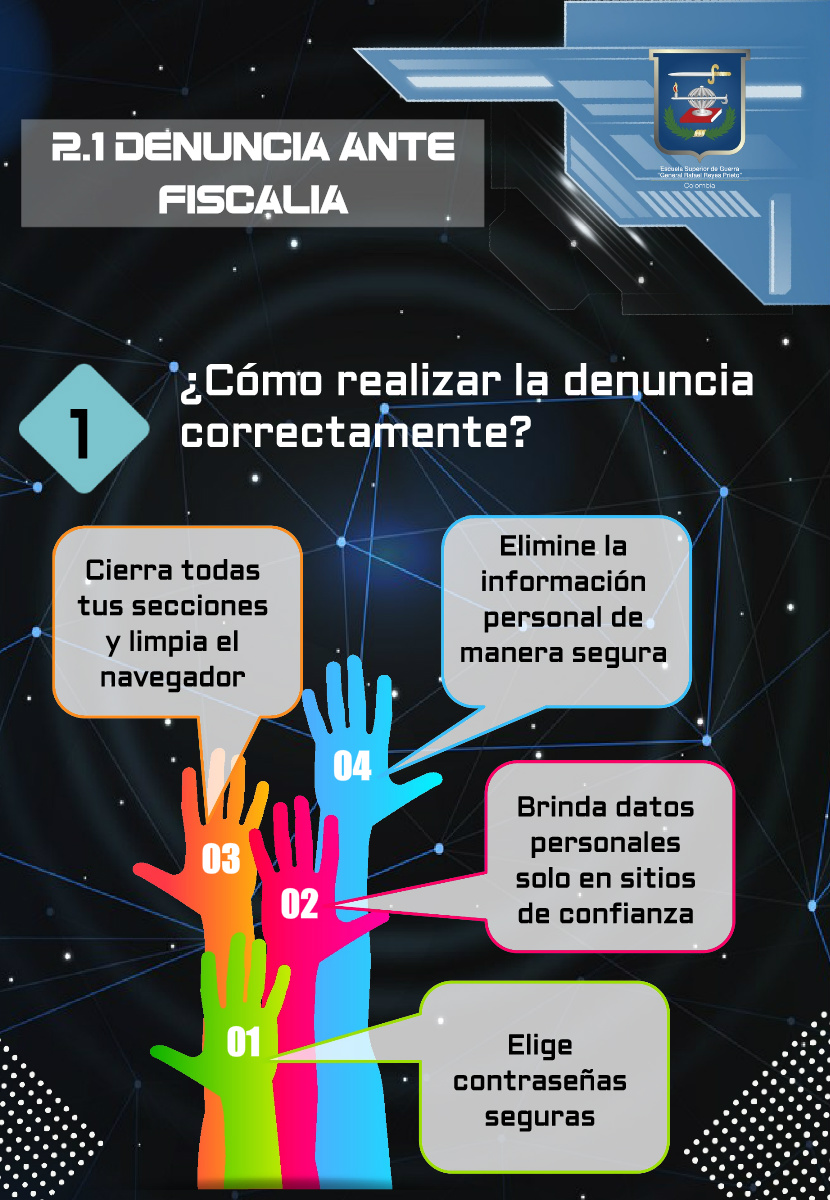 Escuela Superior de Guerra
"General Rafael Reyes Prieto"
Colombia
2.1 DENUNCIA ANTE
FISCALIA
1
¿Cómo realizar la denuncia
correctamente?
Cierra todas
tus secciones
y limpia el
navegador
Elimine la
información
personal de
manera segura
04
03
Brinda datos
personales
solo en sitios
de confianza
02
01
Elige
contraseñas
seguras